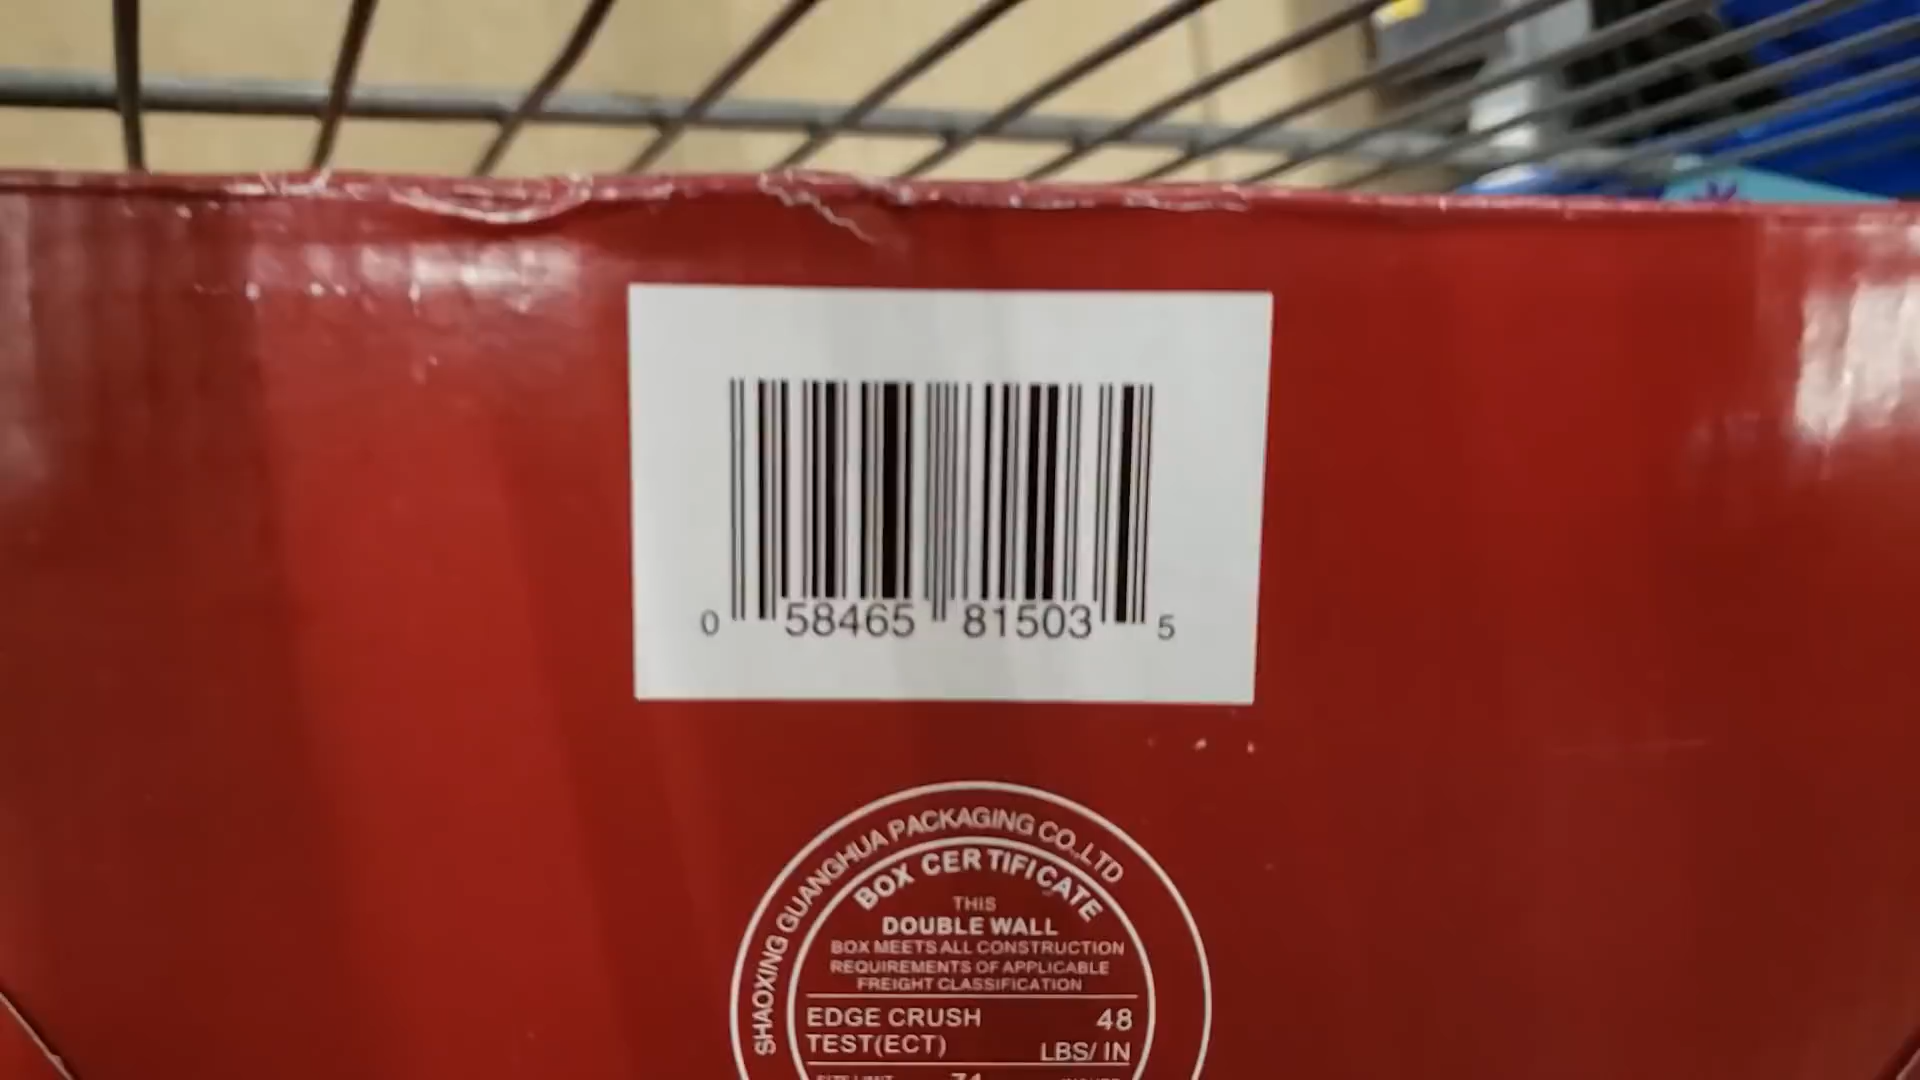 0 58465 81503 5
SHAOXING GUANGHUA PACKAGING CO.,LTD
BOX CERTIFICATE
THIS
DOUBLE WALL
BOX MEETS ALL CONSTRUCTION
REQUIREMENTS OF APPLICABLE
FREIGHT CLASSIFICATION
EDGE CRUSH 48
TEST(ECT) LBS/ IN